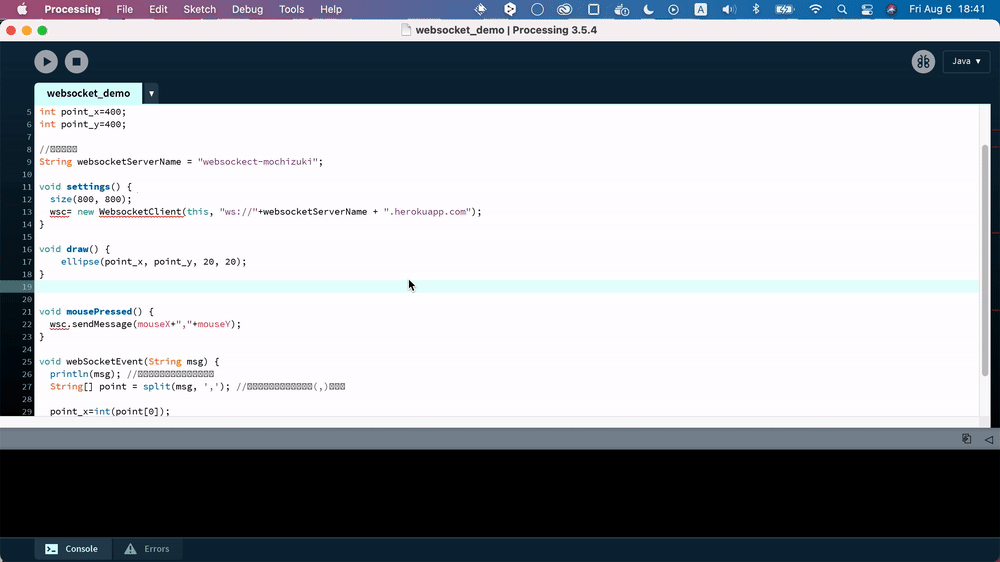 Processing File Edit Sketch Debug Tools Help A Fri Aug 6 18:41
websocket_demo | Processing 3.5.4
Java ▼
websocket_demo ▼
5 int point_x=400;
6 int point_y=400;
7
8 //
9 String websocketServerName = "websockect-mochizuki";
10
11 void settings() {
12 size(800, 800);
13 wsc= new WebsocketClient(this, "ws://"+websocketServerName + ".herokuapp.com");
14 }
15
16 void draw() {
17 ellipse(point_x, point_y, 20, 20);
18 }
19
20
21 void mousePressed() {
22 wsc.sendMessage(mouseX+","+mouseY);
23 }
24
25 void webSocketEvent(String msg) {
26 println(msg); //
27 String[] point = split(msg, ','); //(,)
28
29 point_x=int(point[0]);
Console Errors